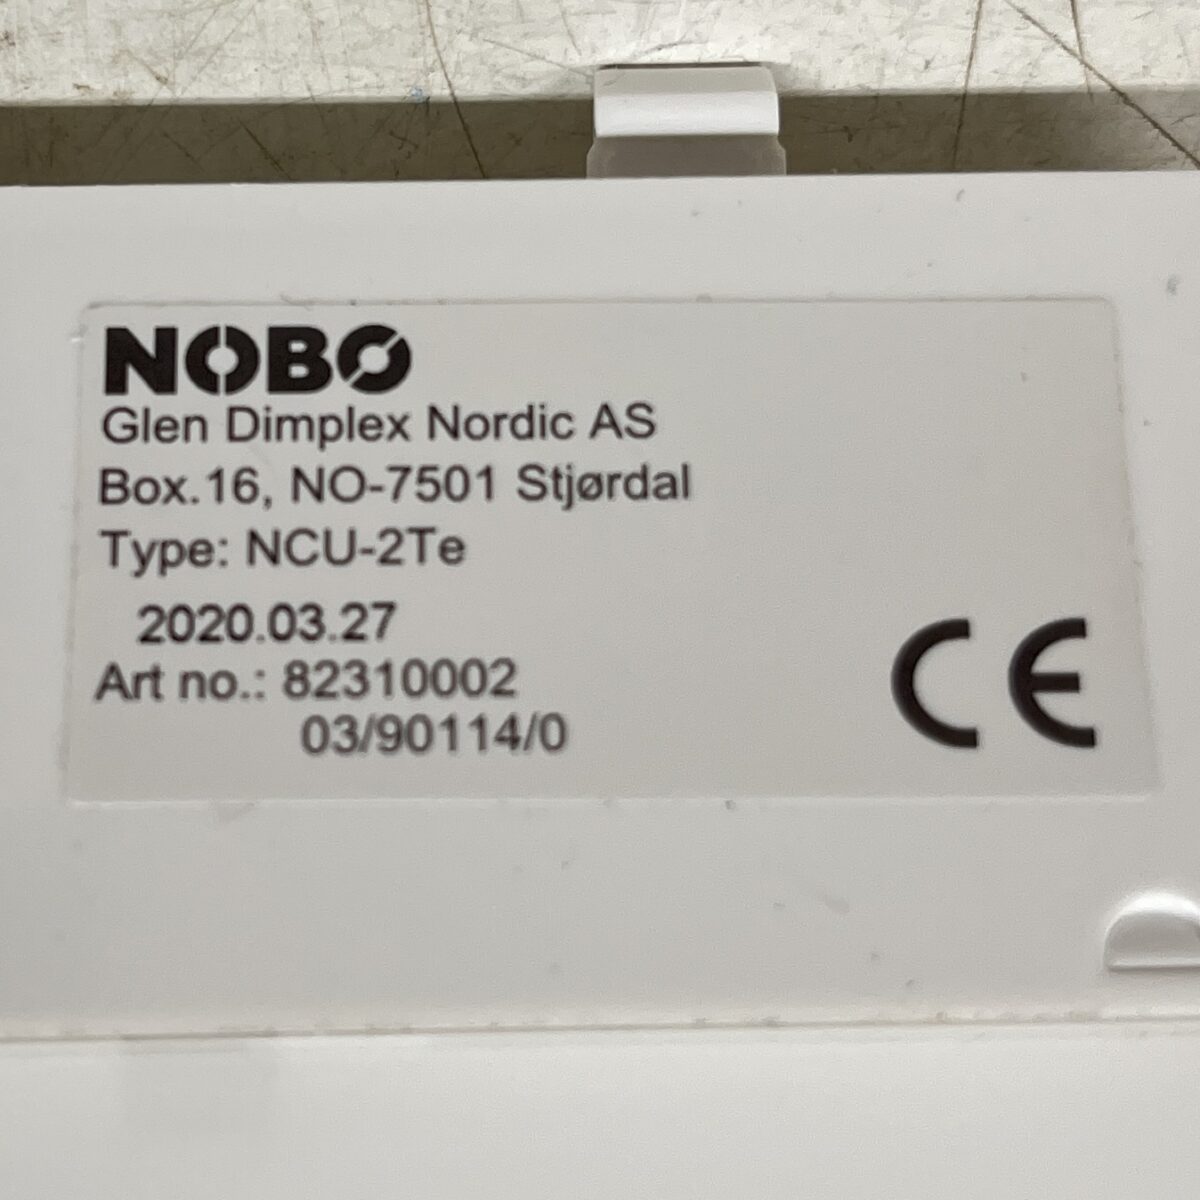 NOBØ
Glen Dimplex Nordic AS
Box.16, NO-7501 Stjørdal
Type: NCU-2Te
2020.03.27
Art no.: 82310002
03/90114/0
CE